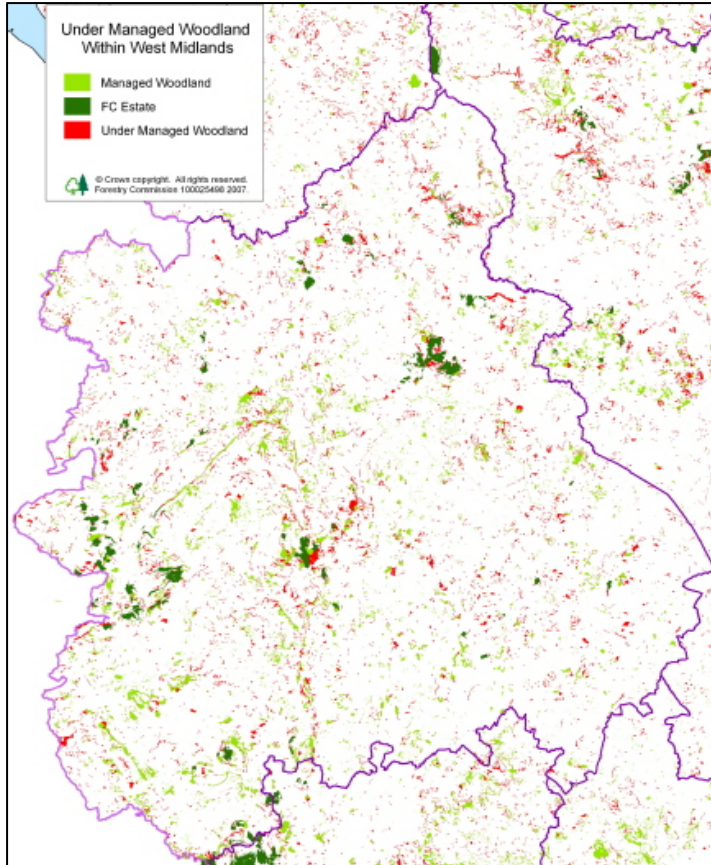 Under Managed Woodland
Within West Midlands
Managed Woodland
FC Estate
Under Managed Woodland
© Crown copyright. All rights reserved.
Forestry Commission 100025498 2007.